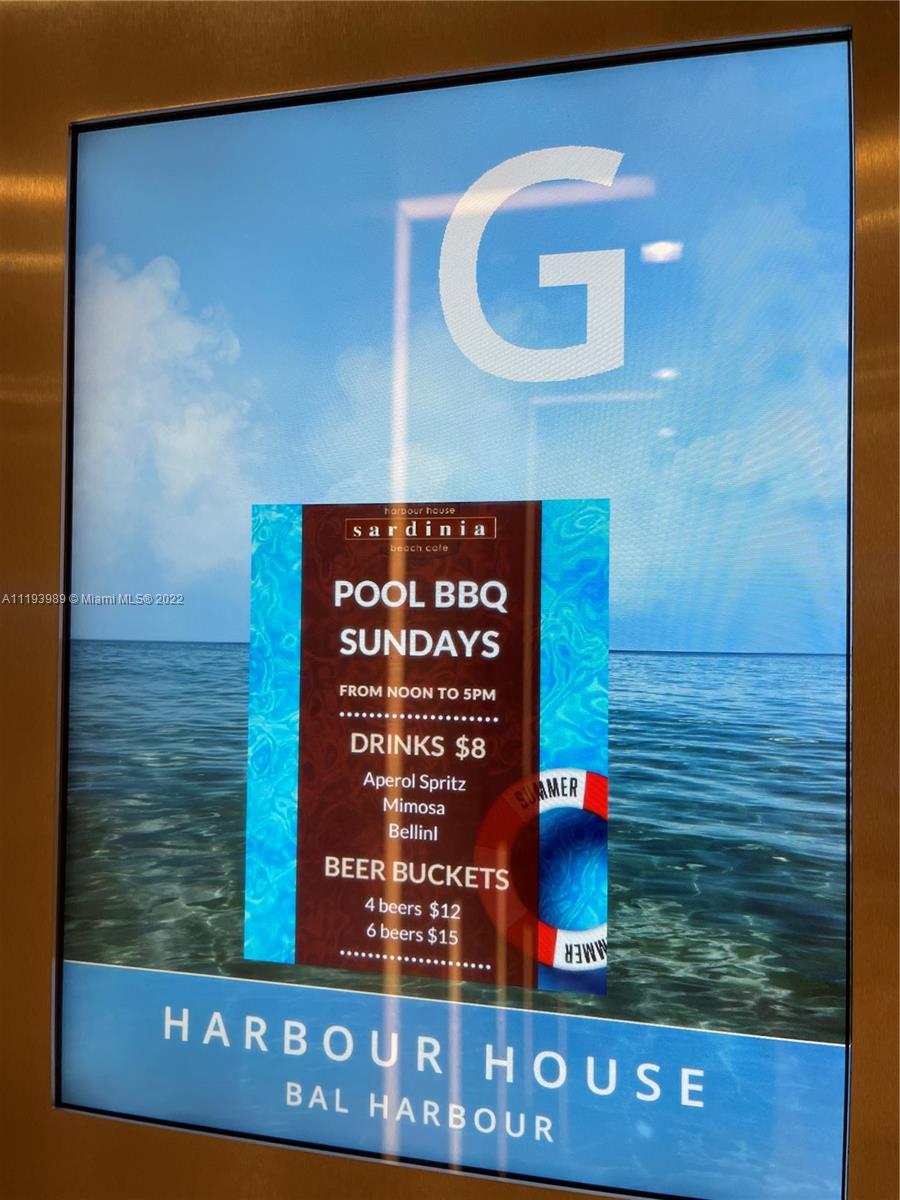 G
harbour house
sardinia
beach cafe
POOL BBQ
SUNDAYS
FROM NOON TO 5PM
DRINKS $8
Aperol Spritz
Mimosa
BellinI
SUMMER
BEER BUCKETS
4 beers $12
6 beers $15
SUMMER
HARBOUR HOUSE
BAL HARBOUR
A11193989 © Miami MLS® 2022